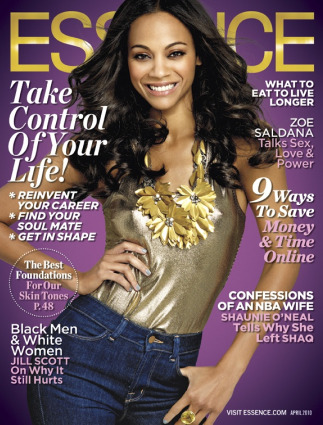 ESSENCE
Take
Control
Of Your
Life!
* REINVENT
YOUR CAREER
* FIND YOUR
SOUL MATE
* GET IN SHAPE
The Best
Foundations
For Our
Skin Tones
P. 48
Black Men
& White
Women
JILL SCOTT
On Why It
Still Hurts
WHAT TO
EAT TO LIVE
LONGER
ZOE
SALDANA
Talks Sex,
Love &
Power
9 Ways
To Save
Money
& Time
Online
CONFESSIONS
OF AN NBA WIFE
SHAUNIE O'NEAL
Tells Why She
Left SHAQ
VISIT ESSENCE.COM APRIL 2010